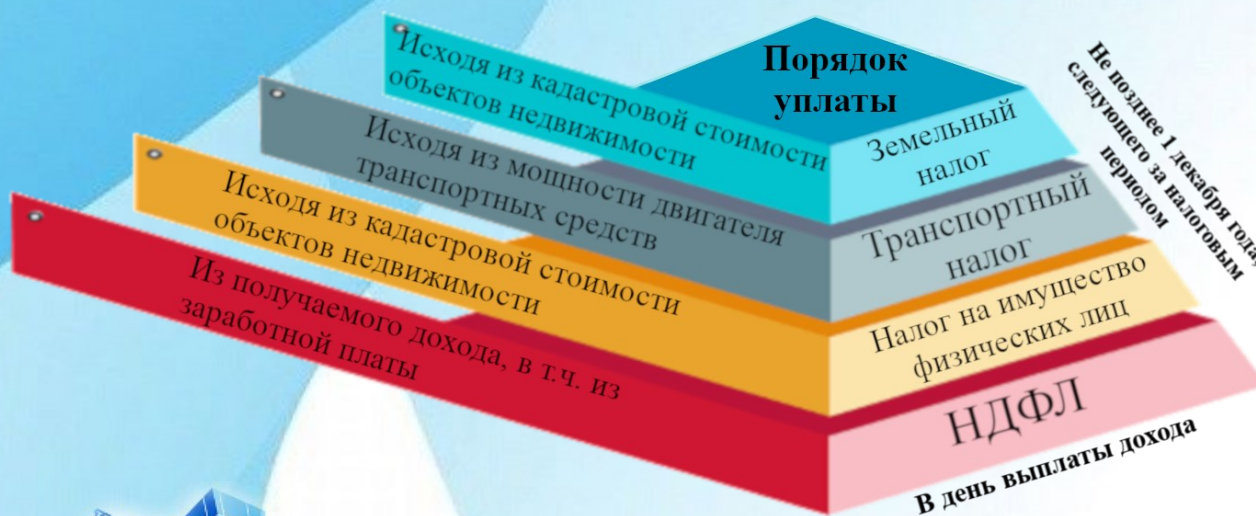 Порядок
уплаты
Исходя из кадастровой стоимости
объектов недвижимости
Земельный
налог
Исходя из мощности двигателя
транспортных средств
Транспортный
налог
Исходя из кадастровой стоимости
объектов недвижимости
Налог на имущество
физических лиц
Из получаемого дохода, в т.ч. из
заработной платы
НДФЛ
Не позднее 1 декабря года,
следующего за налоговым
периодом
В день выплаты дохода